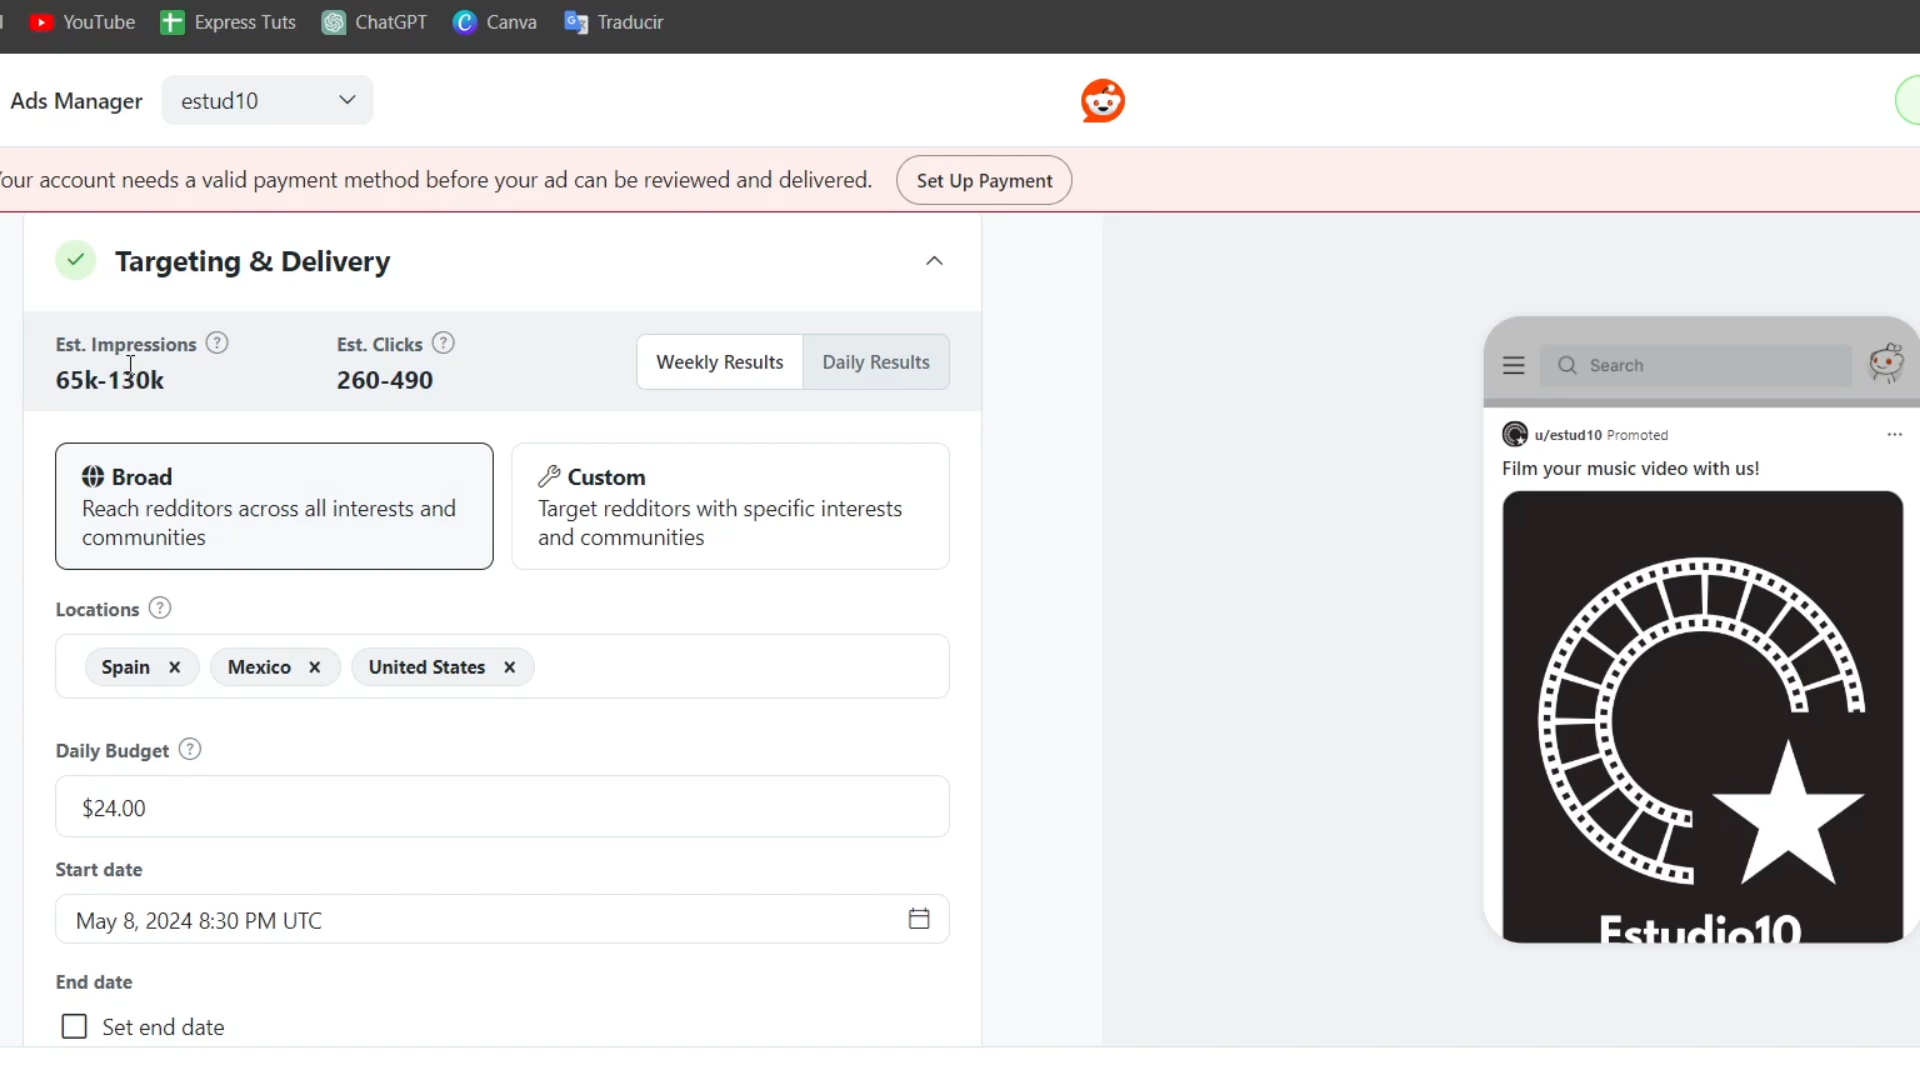 YouTube Express Tuts ChatGPT Canva Traducir
Ads Manager estud10
our account needs a valid payment method before your ad can be reviewed and delivered. Set Up Payment
Targeting & Delivery
Est. Impressions ? Est. Clicks ?
65k-130k 260-490
Weekly Results Daily Results
Broad
Reach redditors across all interests and
communities
Custom
Target redditors with specific interests
and communities
Locations ?
Spain × Mexico × United States ×
Daily Budget ?
$24.00
Start date
May 8, 2024 8:30 PM UTC
End date
Set end date
Search
u/estud10 Promoted
Film your music video with us!
Estudio10